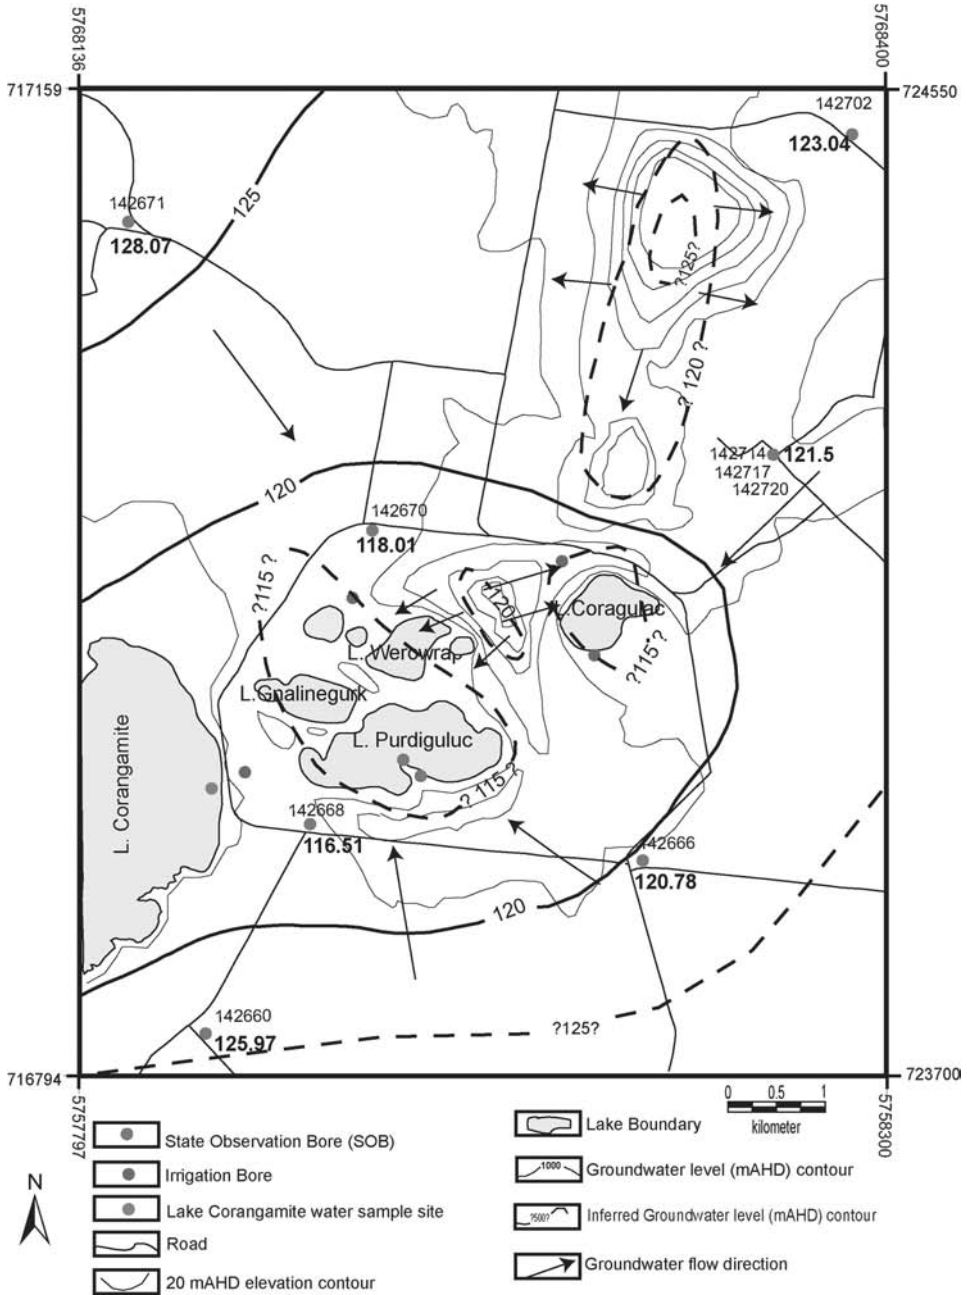 5768136
5768400
717159
724550
142702
123.04
142671
128.07
125
?125?
? 120 ?
142714
121.5
142717
142720
120
142670
118.01
?115 ?
?120?
L. Coragulac
L. Werowrap
?115 ?
L.Gnalinegurk
L. Purdiguluc
L. Corangamite
? 115 ?
142668
116.51
142666
120.78
120
142660
125.97
?125?
716794
723700
5757797
5758300
0 0.5 1
kilometer
N
State Observation Bore (SOB)
Irrigation Bore
Lake Corangamite water sample site
Road
20 mAHD elevation contour
Lake Boundary
1000
Groundwater level (mAHD) contour
?500?
Inferred Groundwater level (mAHD) contour
Groundwater flow direction